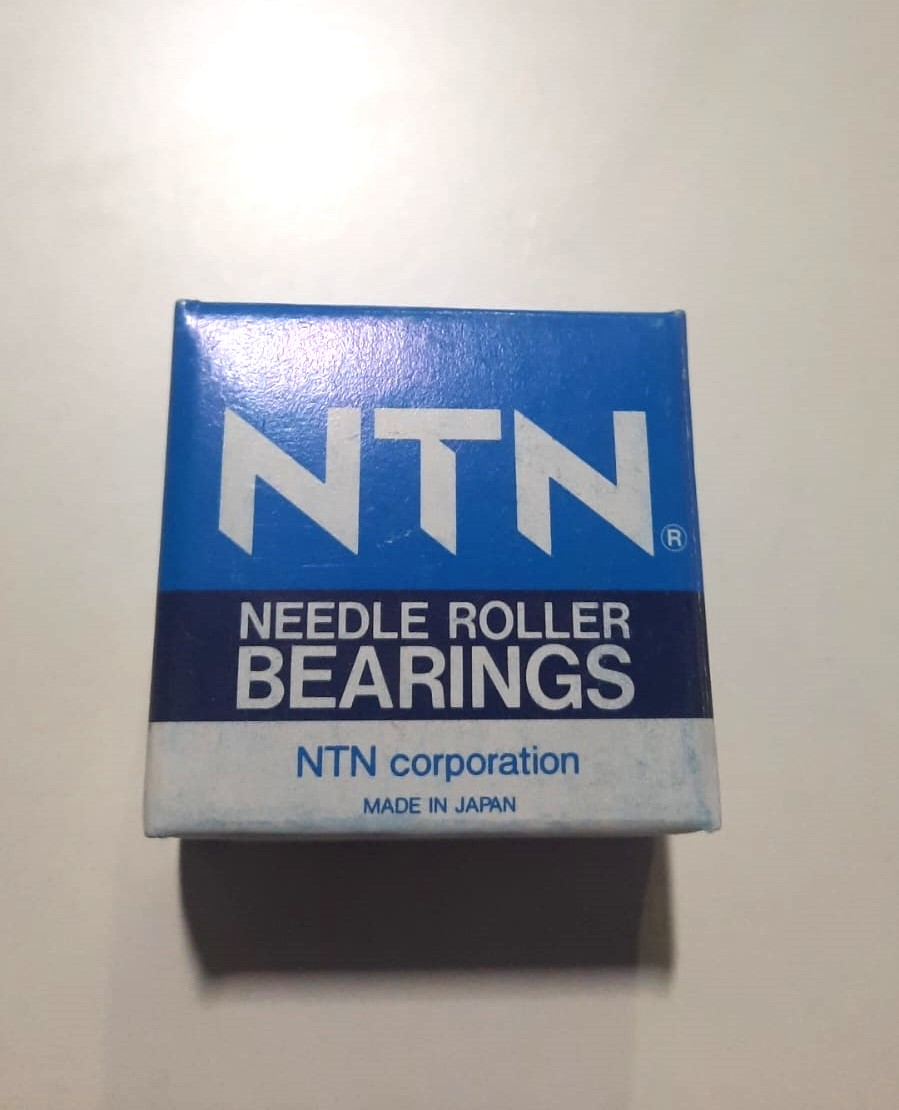 NTN®
NEEDLE ROLLER
BEARINGS
NTN corporation
MADE IN JAPAN